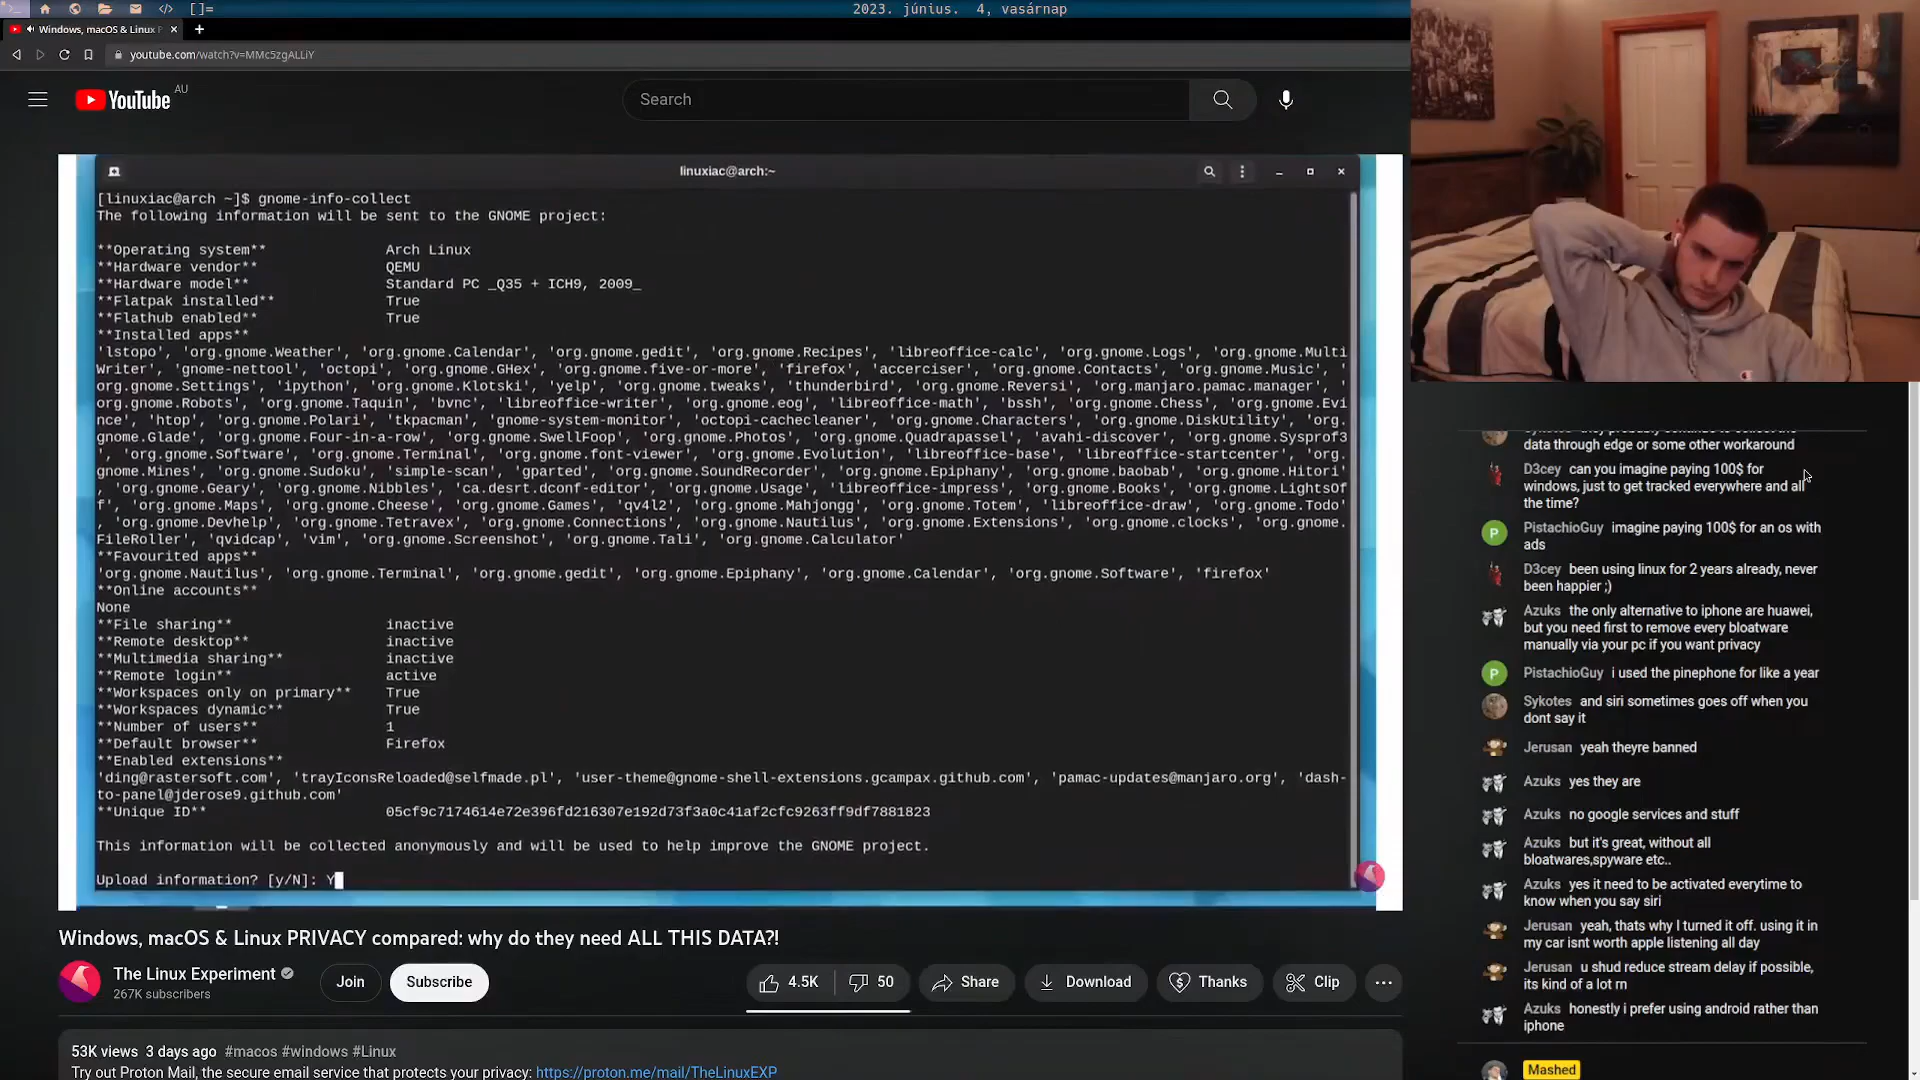 []=
2023. június. 4, vasárnap
Windows, macOS & Linux P
youtube.com/watch?v=MMc5zgALLiY
YouTube
AU
Search
linuxiac@arch:~
[linuxiac@arch ~]$ gnome-info-collect
The following information will be sent to the GNOME project:
**Operating system** Arch Linux
**Hardware vendor** QEMU
**Hardware model** Standard PC _Q35 + ICH9, 2009_
**Flatpak installed** True
**Flathub enabled** True
**Installed apps**
'lstopo', 'org.gnome.Weather', 'org.gnome.Calendar', 'org.gnome.gedit', 'org.gnome.Recipes', 'libreoffice-calc', 'org.gnome.Logs', 'org.gnome.Multi
Writer', 'gnome-nettool', 'octopi', 'org.gnome.GHex', 'org.gnome.five-or-more', 'firefox', 'accerciser', 'org.gnome.Contacts', 'org.gnome.Music', '
org.gnome.Settings', 'ipython', 'org.gnome.Klotski', 'yelp', 'org.gnome.tweaks', 'thunderbird', 'org.gnome.Reversi', 'org.manjaro.pamac.manager', '
org.gnome.Robots', 'org.gnome.Taquin', 'bvnc', 'libreoffice-writer', 'org.gnome.eog', 'libreoffice-math', 'bssh', 'org.gnome.Chess', 'org.gnome.Evi
nce', 'htop', 'org.gnome.Polari', 'tkpacman', 'gnome-system-monitor', 'octopi-cachecleaner', 'org.gnome.Characters', 'org.gnome.DiskUtility', 'org.
gnome.Glade', 'org.gnome.Four-in-a-row', 'org.gnome.SwellFoop', 'org.gnome.Photos', 'org.gnome.Quadrapassel', 'avahi-discover', 'org.gnome.Sysprof3
', 'org.gnome.Software', 'org.gnome.Terminal', 'org.gnome.font-viewer', 'org.gnome.Evolution', 'libreoffice-base', 'libreoffice-startcenter', 'org.
gnome.Mines', 'org.gnome.Sudoku', 'simple-scan', 'gparted', 'org.gnome.SoundRecorder', 'org.gnome.Epiphany', 'org.gnome.baobab', 'org.gnome.Hitori'
, 'org.gnome.Geary', 'org.gnome.Nibbles', 'ca.desrt.dconf-editor', 'org.gnome.Usage', 'libreoffice-impress', 'org.gnome.Books', 'org.gnome.LightsOf
f', 'org.gnome.Maps', 'org.gnome.Cheese', 'org.gnome.Games', 'qv4l2', 'org.gnome.Mahjongg', 'org.gnome.Totem', 'libreoffice-draw', 'org.gnome.Todo'
, 'org.gnome.Devhelp', 'org.gnome.Tetravex', 'org.gnome.Connections', 'org.gnome.Nautilus', 'org.gnome.Extensions', 'org.gnome.clocks', 'org.gnome.
FileRoller', 'qvidcap', 'vim', 'org.gnome.Screenshot', 'org.gnome.Tali', 'org.gnome.Calculator'
**Favourited apps**
'org.gnome.Nautilus', 'org.gnome.Terminal', 'org.gnome.gedit', 'org.gnome.Epiphany', 'org.gnome.Calendar', 'org.gnome.Software', 'firefox'
**Online accounts**
None
**File sharing** inactive
**Remote desktop** inactive
**Multimedia sharing** inactive
**Remote login** active
**Workspaces only on primary** True
**Workspaces dynamic** True
**Number of users** 1
**Default browser** Firefox
**Enabled extensions**
'ding@rastersoft.com', 'trayIconsReloaded@selfmade.pl', 'user-theme@gnome-shell-extensions.gcampax.github.com', 'pamac-updates@manjaro.org', 'dash-
to-panel@jderose9.github.com'
**Unique ID** 05cf9c7174614e72e396fd216307e192d73f3a0c41af2cfc9263ff9df7881823
This information will be collected anonymously and will be used to help improve the GNOME project.
Upload information? [y/N]: Y
Windows, macOS & Linux PRIVACY compared: why do they need ALL THIS DATA?!
The Linux Experiment
267K subscribers
Join
Subscribe
4.5K
50
Share
Download
Thanks
Clip
53K views 3 days ago #macos #windows #Linux
Try out Proton Mail, the secure email service that protects your privacy: https://proton.me/mail/TheLinuxEXP
data through edge or some other workaround
D3cey can you imagine paying 100$ for
windows, just to get tracked everywhere and all
the time?
P
PistachioGuy imagine paying 100$ for an os with
ads
D3cey been using linux for 2 years already, never
been happier ;)
Azuks the only alternative to iphone are huawei,
but you need first to remove every bloatware
manually via your pc if you want privacy
P
PistachioGuy i used the pinephone for like a year
Sykotes and siri sometimes goes off when you
dont say it
Jerusan yeah theyre banned
Azuks yes they are
Azuks no google services and stuff
Azuks but it's great, without all
bloatwares,spyware etc..
Azuks yes it need to be activated everytime to
know when you say siri
Jerusan yeah, thats why I turned it off. using it in
my car isnt worth apple listening all day
Jerusan u shud reduce stream delay if possible,
its kind of a lot rn
Azuks honestly i prefer using android rather than
iphone
Mashed